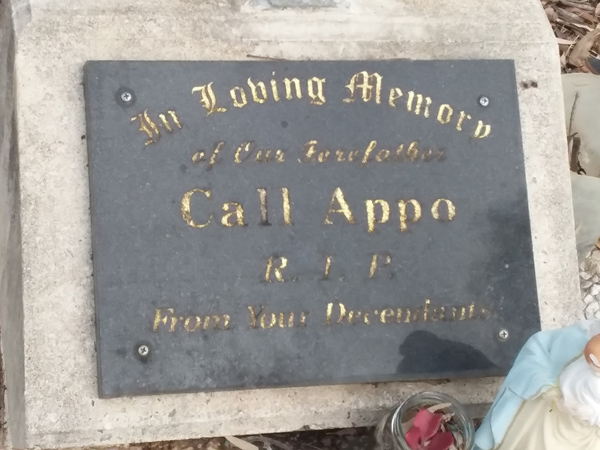 In Loving Memory
of Our Forefather
Call Appo
R. I. P.
From Your Decendants